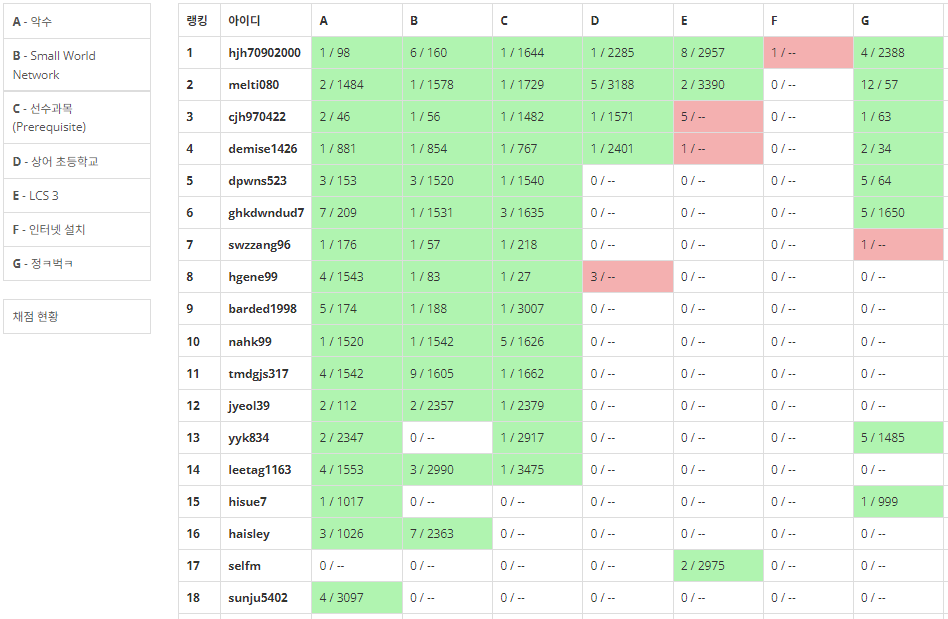 A - 악수
B - Small World
Network
C - 선수과목
(Prerequisite)
D - 상어 초등학교
E - LCS 3
F - 인터넷 설치
G - 정ㅋ벅ㅋ
채점 현황
랭킹 아이디 A B C D E F G
1 hjh70902000 1 / 98 6 / 160 1 / 1644 1 / 2285 8 / 2957 1 / -- 4 / 2388
2 melti080 2 / 1484 1 / 1578 1 / 1729 5 / 3188 2 / 3390 0 / -- 12 / 57
3 cjh970422 2 / 46 1 / 56 1 / 1482 1 / 1571 5 / -- 0 / -- 1 / 63
4 demise1426 1 / 881 1 / 854 1 / 767 1 / 2401 1 / -- 0 / -- 2 / 34
5 dpwns523 3 / 153 3 / 1520 1 / 1540 0 / -- 0 / -- 0 / -- 5 / 64
6 ghkdwndud7 7 / 209 1 / 1531 3 / 1635 0 / -- 0 / -- 0 / -- 5 / 1650
7 swzzang96 1 / 176 1 / 57 1 / 218 0 / -- 0 / -- 0 / -- 1 / --
8 hgene99 4 / 1543 1 / 83 1 / 27 3 / -- 0 / -- 0 / -- 0 / --
9 barded1998 5 / 174 1 / 188 1 / 3007 0 / -- 0 / -- 0 / -- 0 / --
10 nahk99 1 / 1520 1 / 1542 5 / 1626 0 / -- 0 / -- 0 / -- 0 / --
11 tmdgjs317 4 / 1542 9 / 1605 1 / 1662 0 / -- 0 / -- 0 / -- 0 / --
12 jyeol39 2 / 112 2 / 2357 1 / 2379 0 / -- 0 / -- 0 / -- 0 / --
13 yyk834 2 / 2347 0 / -- 1 / 2917 0 / -- 0 / -- 0 / -- 5 / 1485
14 leetag1163 4 / 1553 3 / 2990 1 / 3475 0 / -- 0 / -- 0 / -- 0 / --
15 hisue7 1 / 1017 0 / -- 0 / -- 0 / -- 0 / -- 0 / -- 1 / 999
16 haisley 3 / 1026 7 / 2363 0 / -- 0 / -- 0 / -- 0 / -- 0 / --
17 selfm 0 / -- 0 / -- 0 / -- 0 / -- 2 / 2975 0 / -- 0 / --
18 sunju5402 4 / 3097 0 / -- 0 / -- 0 / -- 0 / -- 0 / -- 0 / --